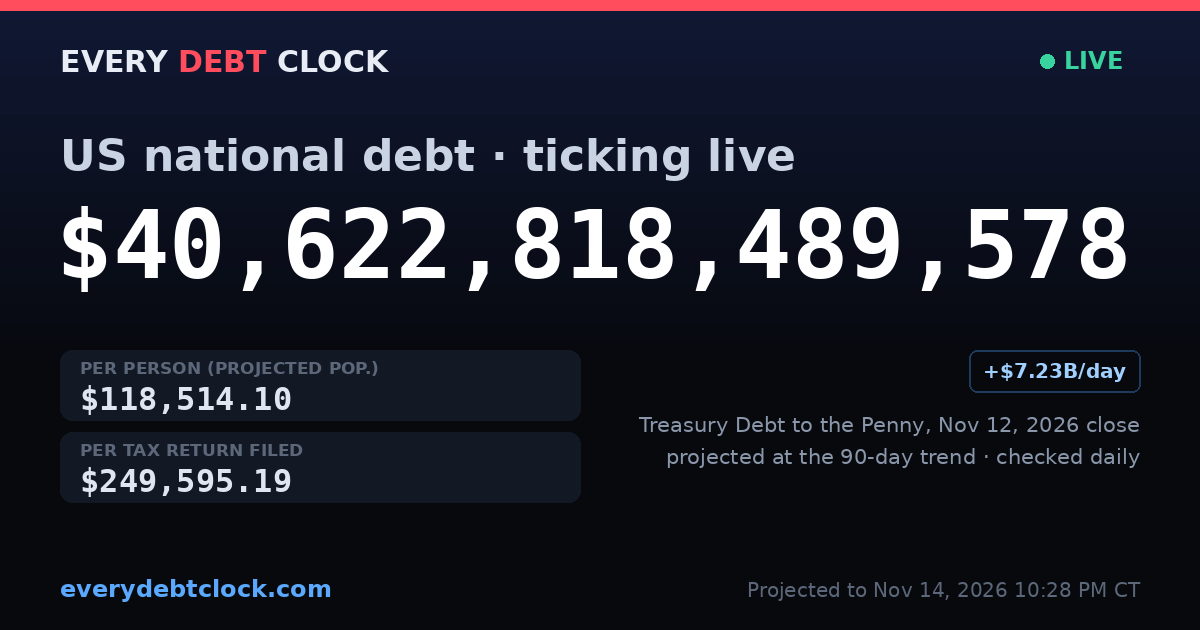 EVERY DEBT CLOCK
LIVE
US national debt · ticking live
$40,622,818,489,578
PER PERSON (PROJECTED POP.)
$118,514.10
PER TAX RETURN FILED
$249,595.19
+$7.23B/day
Treasury Debt to the Penny, Nov 12, 2026 close
projected at the 90-day trend · checked daily
everydebtclock.com
Projected to Nov 14, 2026 10:28 PM CT